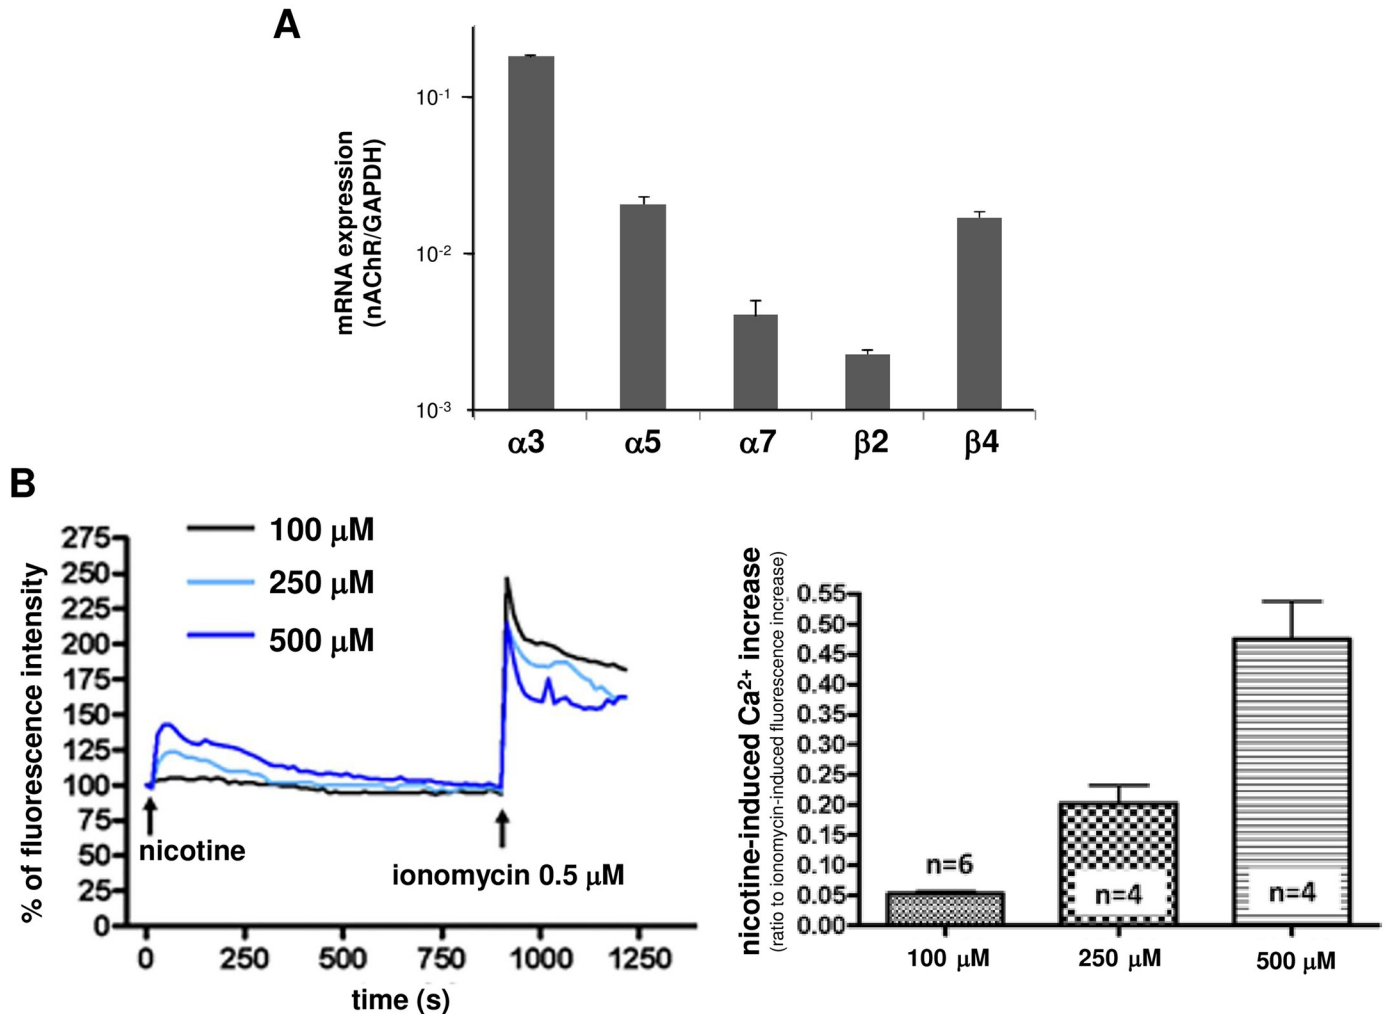 A
mRNA expression
(nAChR/GAPDH)
10-1
10-2
10-3
α3 α5 α7 β2 β4
B
% of fluorescence intensity
275
250
225
200
175
150
125
100
75
50
25
0
100 μM
250 μM
500 μM
nicotine
ionomycin 0.5 μM
0 250 500 750 1000 1250
time (s)
nicotine-induced Ca2+ increase
(ratio to ionomycin-induced fluorescence increase)
0.55
0.50
0.45
0.40
0.35
0.30
0.25
0.20
0.15
0.10
0.05
0.00
n=6
n=4
n=4
100 μM 250 μM 500 μM